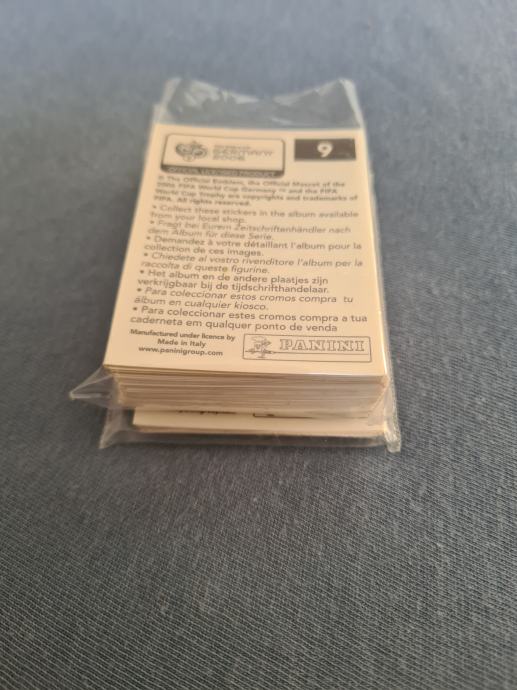 GERMANY
2006
9
OFFICIAL LICENSED PRODUCT
© The Official Emblem, the Official Mascot of the
2006 FIFA World Cup Germany ™ and the FIFA
World Cup Trophy are copyrights and trademarks of
FIFA. All rights reserved.
• Collect these stickers in the album available
from your local shop.
• Fragt bei Eurem Zeitschriftenhändler nach
dem Album für diese Serie.
• Demandez à votre détaillant l'album pour la
collection de ces images.
• Chiedete al vostro rivenditore l'album per la
raccolta di queste figurine.
• Het album en de andere plaatjes zijn
verkrijgbaar bij de tijdschrifthandelaar.
• Para coleccionar estos cromos compra tu
álbum en cualquier kiosco.
• Para coleccionar estes cromos compra a tua
caderneta em qualquer ponto de venda
Manufactured under licence by
Made in Italy
www.paninigroup.com
PANINI